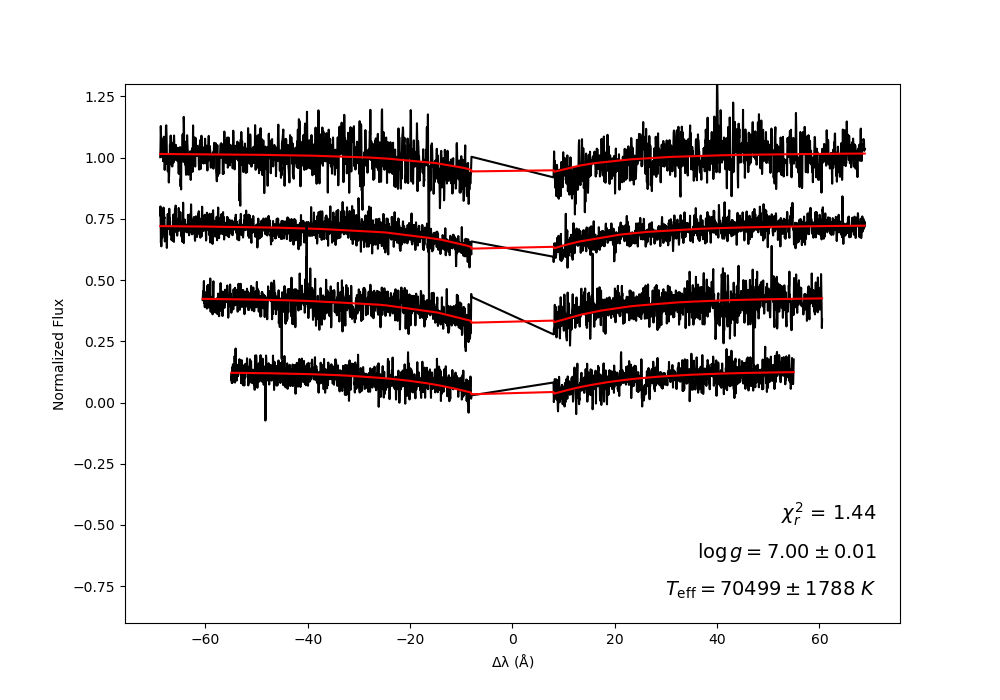 1.25
1.00
0.75
0.50
0.25
0.00
−0.25
−0.50
−0.75
Normalized Flux
χ²ᵣ = 1.44
log g = 7.00 ± 0.01
T_eff = 70499 ± 1788 K
−60 −40 −20 0 20 40 60
Δλ (Å)